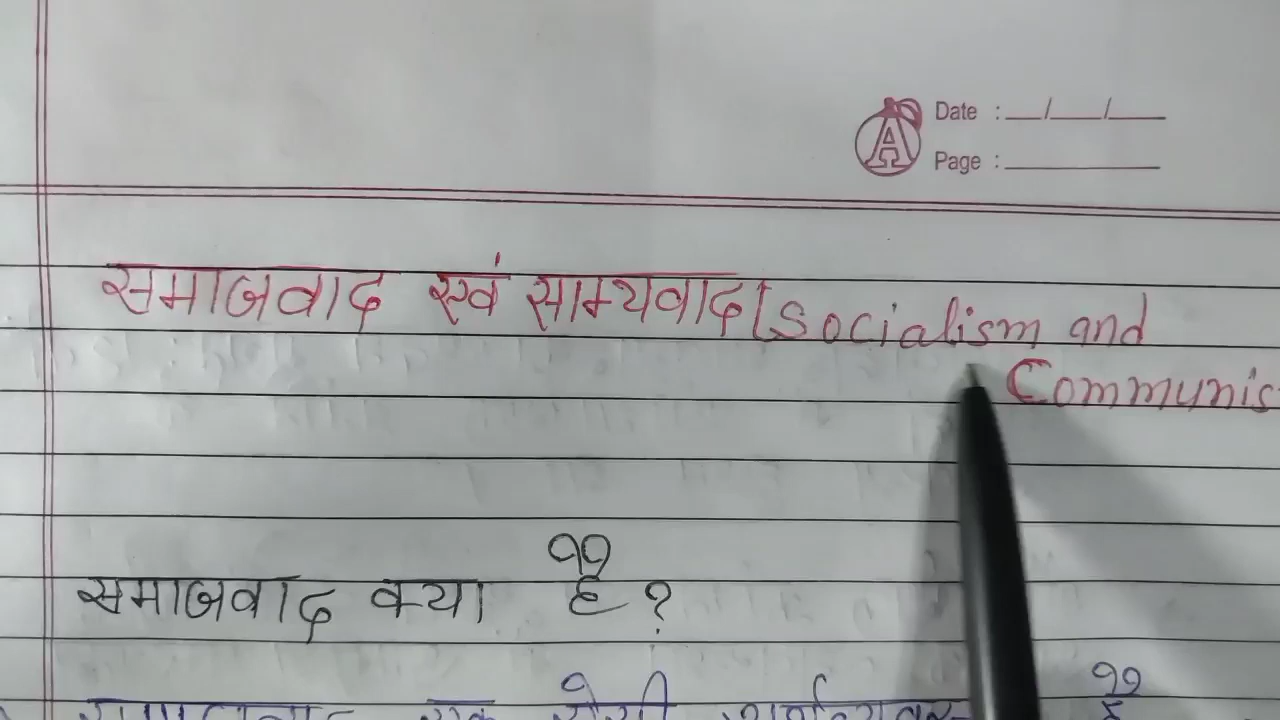 Date : __/__/__
Page :
समाजवाद एवं साम्यवाद [Socialism and
Communis
समाजवाद क्या है ?